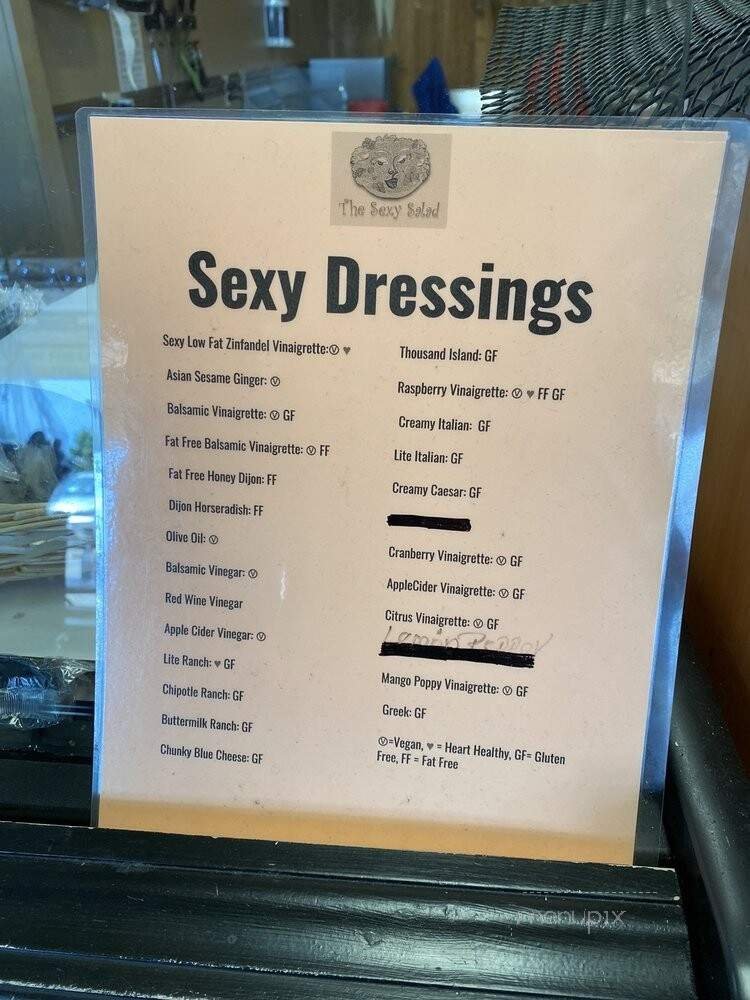 The Sexy Salad
Sexy Dressings
Sexy Low Fat Zinfandel Vinaigrette:Ⓥ ♥
Asian Sesame Ginger: Ⓥ
Balsamic Vinaigrette: Ⓥ GF
Fat Free Balsamic Vinaigrette: Ⓥ FF
Fat Free Honey Dijon: FF
Dijon Horseradish: FF
Olive Oil: Ⓥ
Balsamic Vinegar: Ⓥ
Red Wine Vinegar
Apple Cider Vinegar: Ⓥ
Lite Ranch: ♥ GF
Chipotle Ranch: GF
Buttermilk Ranch: GF
Chunky Blue Cheese: GF
Thousand Island: GF
Raspberry Vinaigrette: Ⓥ ♥ FF GF
Creamy Italian: GF
Lite Italian: GF
Creamy Caesar: GF
Cranberry Vinaigrette: Ⓥ GF
AppleCider Vinaigrette: Ⓥ GF
Citrus Vinaigrette: Ⓥ GF
Lemon
Mango Poppy Vinaigrette: Ⓥ GF
Greek: GF
Ⓥ=Vegan, ♥ = Heart Healthy, GF= Gluten
Free, FF = Fat Free
menupix